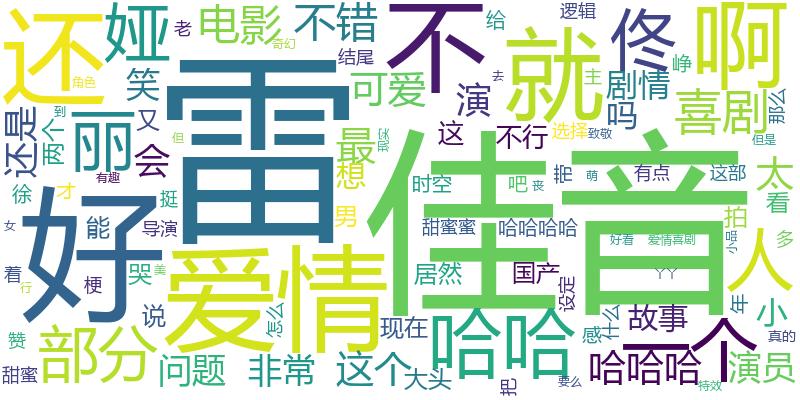 还
娅
电影
不错
不
给
逻辑
佟
啊
老
奇幻
角色
笑
结尾
雷
可爱
去
就
剧情
主
峥
喜剧
那么
还是
两个
到
丽
又
会
最
演
这
不行
吗
选择
致敬
但是
但
现实
有趣
想
徐
才
挺
时空
吧
丧
萌
带
有点
这部
太
看
女
好
能
导演
男
甜蜜蜜
哈哈哈哈
佳音
好看
爱情喜剧
小唱
拍
多
着
行
梗
哭
美
爱情
居然
国产
设定
丫丫
人
年
说
怎么
现在
哈哈
感
什么
故事
一个
小
真的
赞
部分
甜蜜
问题
非常
这个
大头
把
哈哈哈
要么
演员
特效